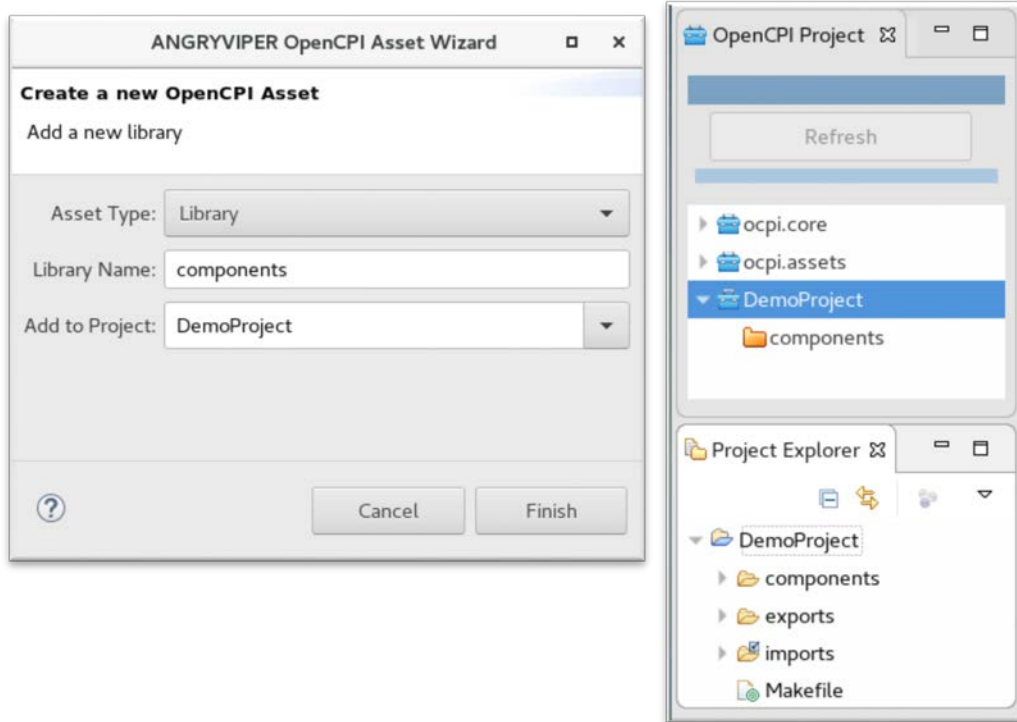 ANGRYVIPER OpenCPI Asset Wizard
Create a new OpenCPI Asset
Add a new library
Asset Type: Library
Library Name: components
Add to Project: DemoProject
Cancel Finish
OpenCPI Project
Refresh
ocpi.core
ocpi.assets
DemoProject
components
Project Explorer
DemoProject
components
exports
imports
Makefile